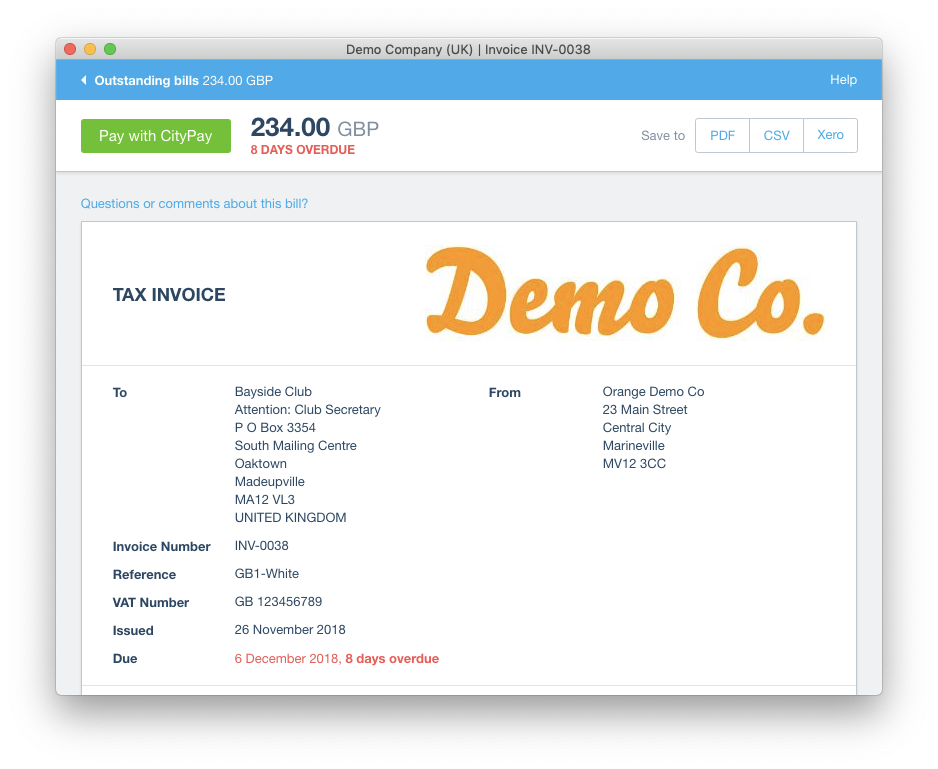 Demo Company (UK) | Invoice INV-0038
Outstanding bills 234.00 GBP
Help
Pay with CityPay
234.00 GBP
8 DAYS OVERDUE
Save to
PDF
CSV
Xero
Questions or comments about this bill?
TAX INVOICE
Demo Co.
To
Bayside Club
Attention: Club Secretary
P O Box 3354
South Mailing Centre
Oaktown
Madeupville
MA12 VL3
UNITED KINGDOM
From
Orange Demo Co
23 Main Street
Central City
Marineville
MV12 3CC
Invoice Number INV-0038
Reference GB1-White
VAT Number GB 123456789
Issued 26 November 2018
Due 6 December 2018, 8 days overdue